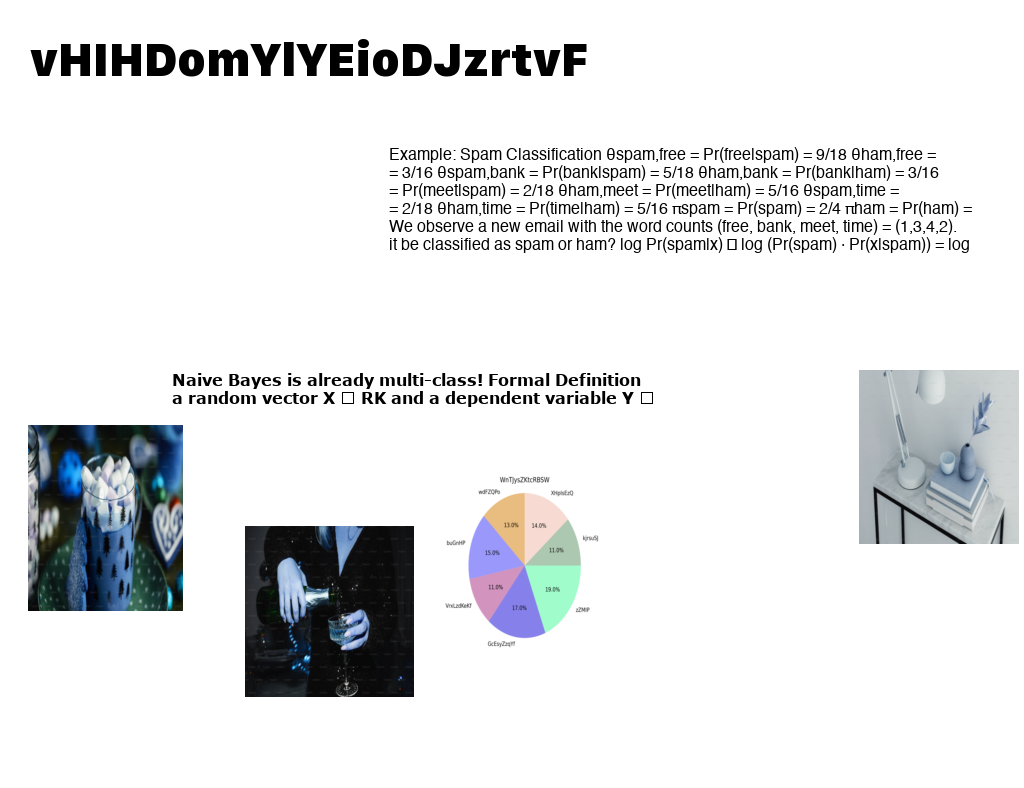 vHIHDomYlYEioDJzrtvF
Example: Spam Classification θspam,free = Pr(free|spam) = 9/18 θham,free =
= 3/16 θspam,bank = Pr(bank|spam) = 5/18 θham,bank = Pr(bank|ham) = 3/16
= Pr(meet|spam) = 2/18 θham,meet = Pr(meet|ham) = 5/16 θspam,time =
= 2/18 θham,time = Pr(time|ham) = 5/16 πspam = Pr(spam) = 2/4 πham = Pr(ham) =
We observe a new email with the word counts (free, bank, meet, time) = (1,3,4,2).
it be classified as spam or ham? log Pr(spam|x) □ log (Pr(spam) · Pr(x|spam)) = log
Naive Bayes is already multi-class! Formal Definition
a random vector X □ RK and a dependent variable Y □
WnTJysZKtcRBSW
wdFZQPo
XHpIsEzQ
13.0%
14.0%
buGnHP
kjrsuSJ
15.0%
11.0%
11.0%
19.0%
VrxLzdKeKf
17.0%
zZMIP
GcEsyZzqYf